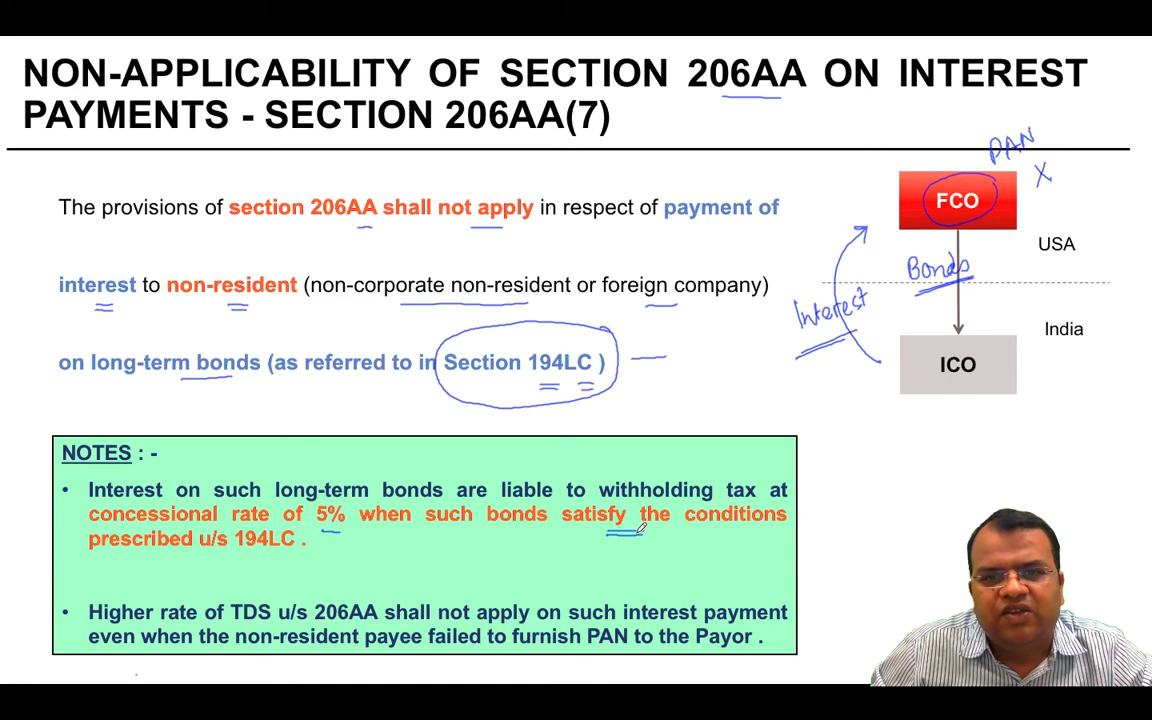 NON-APPLICABILITY OF SECTION 206AA ON INTEREST
PAYMENTS - SECTION 206AA(7)
The provisions of section 206AA shall not apply in respect of payment of
interest to non-resident (non-corporate non-resident or foreign company)
on long-term bonds (as referred to in Section 194LC )
PAN
X
FCO
USA
Bonds
Interest
India
ICO
NOTES : -
• Interest on such long-term bonds are liable to withholding tax at
concessional rate of 5% when such bonds satisfy the conditions
prescribed u/s 194LC .
• Higher rate of TDS u/s 206AA shall not apply on such interest payment
even when the non-resident payee failed to furnish PAN to the Payor .